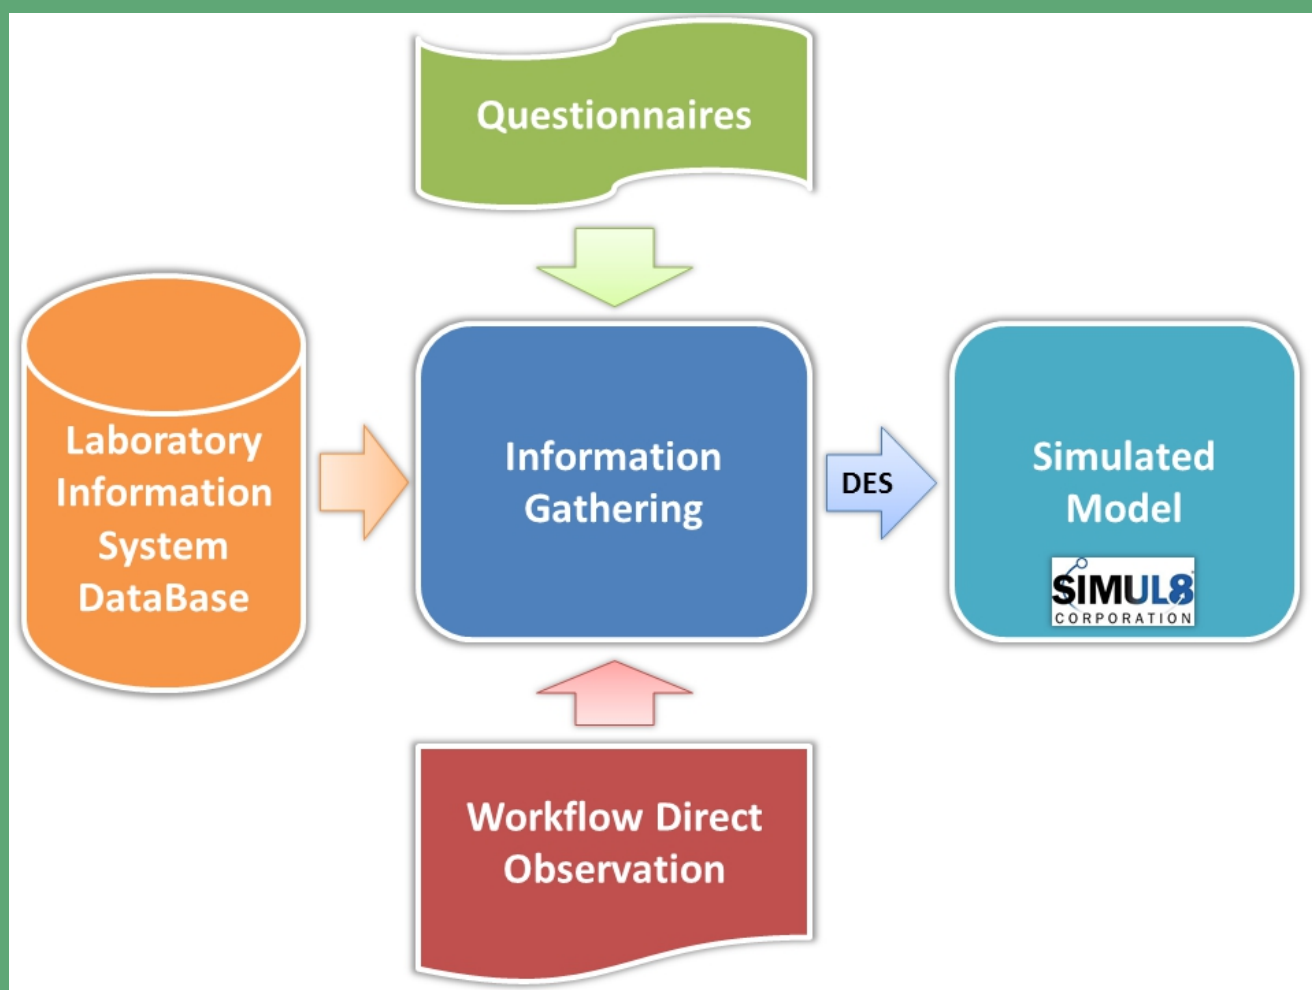 Questionnaires
Laboratory
Information
System
DataBase
Information
Gathering
DES
Simulated
Model
SIMUL8
CORPORATION
Workflow Direct
Observation